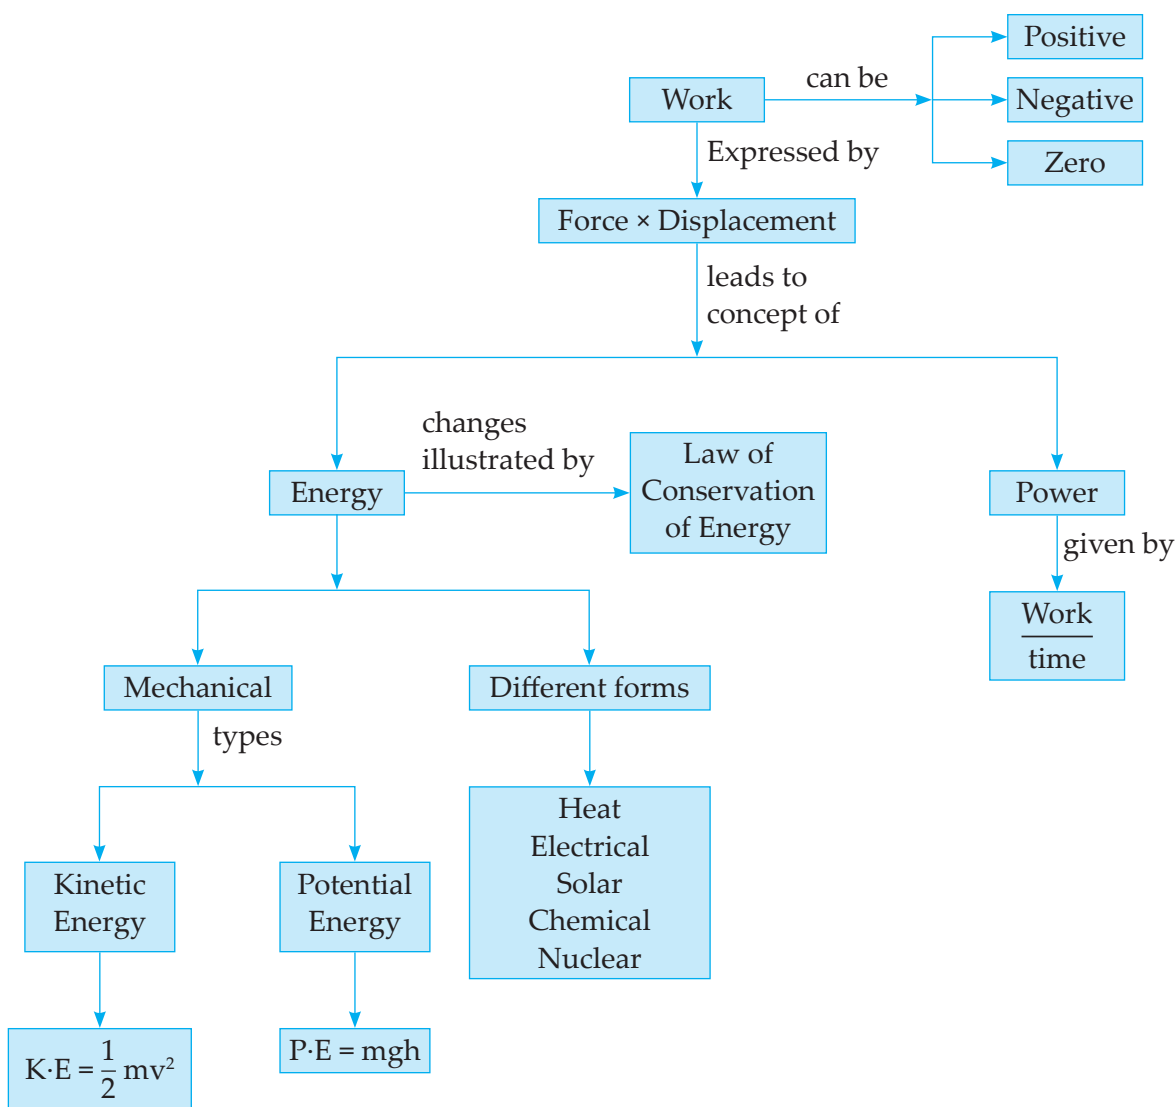 Positive
can be
Work
Negative
Expressed by
Zero
Force × Displacement
leads to
concept of
changes
illustrated by
Law of
Conservation
of Energy
Energy
Power
given by
Work
time
Mechanical
Different forms
types
Heat
Electrical
Solar
Chemical
Nuclear
Kinetic
Energy
Potential
Energy
K·E = 1/2 mv²
P·E = mgh